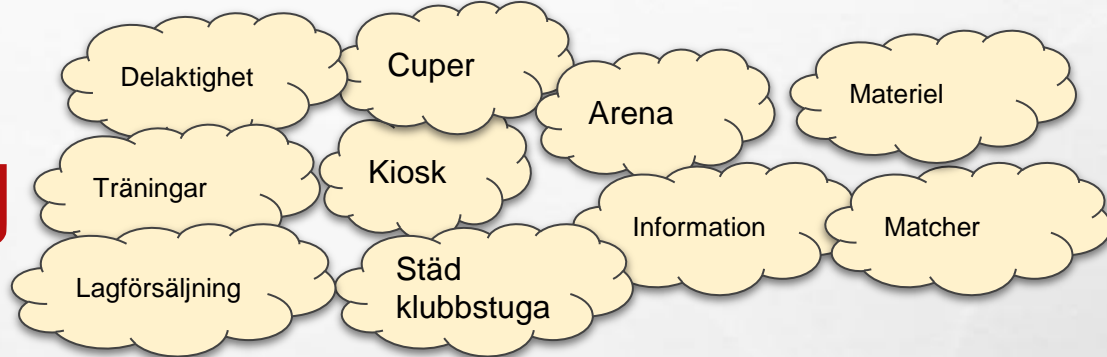 Delaktighet
Cuper
Arena
Materiel
Träningar
Kiosk
Information
Matcher
Lagförsäljning
Städ
klubbstuga